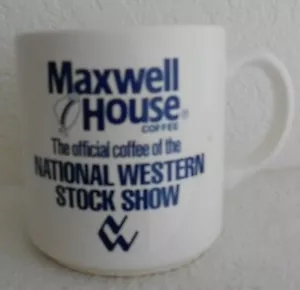 Maxwell
House®
COFFEE
The official coffee of the
NATIONAL WESTERN
STOCK SHOW